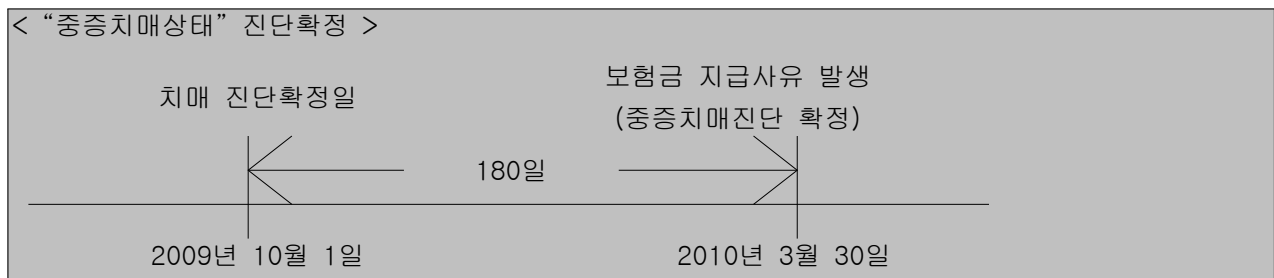 < “중증치매상태” 진단확정 >
보험금 지급사유 발생
치매 진단확정일
(중증치매진단 확정)
180일
2009년 10월 1일
2010년 3월 30일